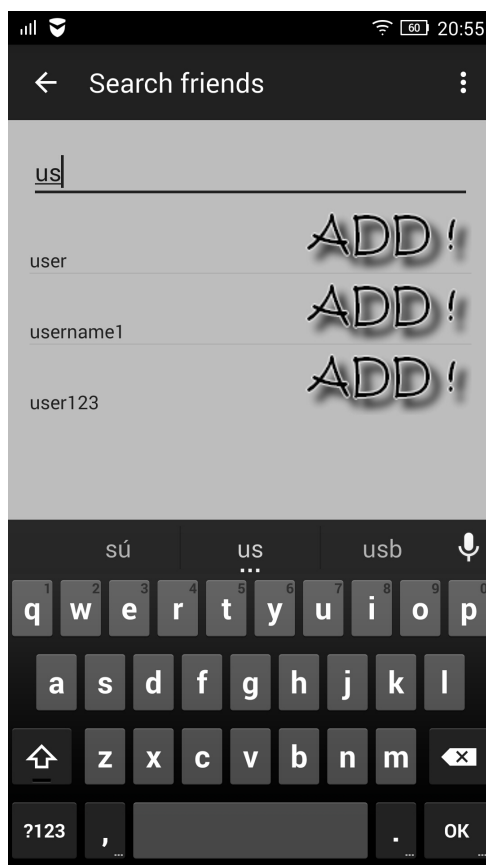 60 20:55
Search friends
us
user ADD!
username1 ADD!
user123 ADD!
sú us usb
1 2 3 4 5 6 7 8 9 0
q w e r t y u i o p
a s d f g h j k l
z x c v b n m
?123 , . OK